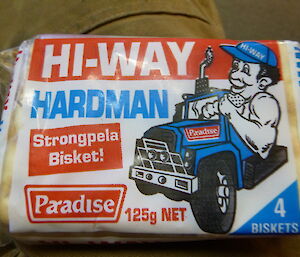 HI-WAY
HI-WAY
HARDMAN
Strongpela
Bisket!
Paradise
Paradise
125g NET
4
BISKETS